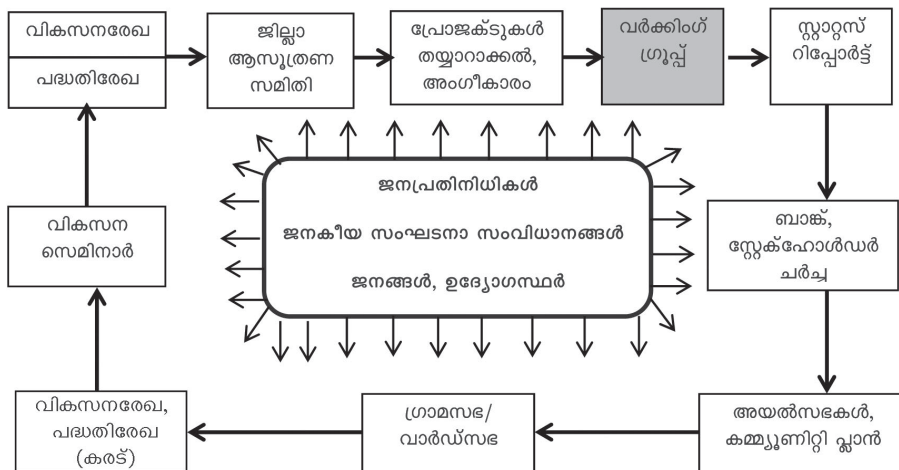 വികസനരേഖ
പദ്ധതിരേഖ
ജില്ലാ
ആസൂത്രണ
സമിതി
പ്രോജക്ടുകൾ
തയ്യാറാക്കൽ,
അംഗീകാരം
വർക്കിംഗ്
ഗ്രൂപ്പ്
സ്റ്റാറ്റസ്
റിപ്പോർട്ട്
ജനപ്രതിനിധികൾ
ജനകീയ സംഘടനാ സംവിധാനങ്ങൾ
ജനങ്ങൾ, ഉദ്യോഗസ്ഥർ
വികസന
സെമിനാർ
ബാങ്ക്,
സ്റ്റേക്ഹോൾഡർ
ചർച്ച
വികസനരേഖ,
പദ്ധതിരേഖ
(കരട്)
ഗ്രാമസഭ/
വാർഡ്സഭ
അയൽസഭകൾ,
കമ്മ്യൂണിറ്റി പ്ലാൻ